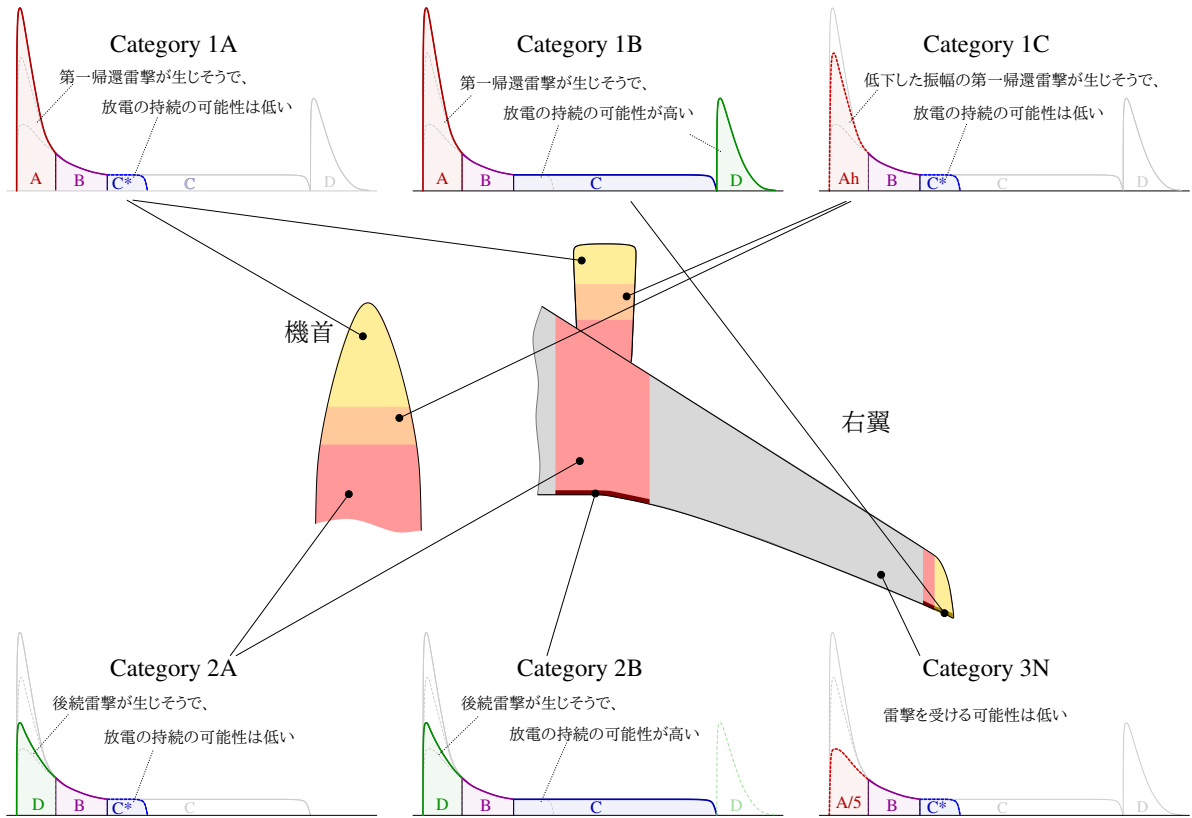 Category 1A
第一帰還雷撃が生じそうで、
放電の持続の可能性は低い
A
B
C*
C
D
Category 1B
第一帰還雷撃が生じそうで、
放電の持続の可能性が高い
A
B
C
D
Category 1C
低下した振幅の第一帰還雷撃が生じそうで、
放電の持続の可能性は低い
Ah
B
C*
C
D
機首
右翼
Category 2A
後続雷撃が生じそうで、
放電の持続の可能性は低い
D
B
C*
C
Category 2B
後続雷撃が生じそうで、
放電の持続の可能性が高い
D
B
C
D
Category 3N
雷撃を受ける可能性は低い
A/5
B
C*
C
D